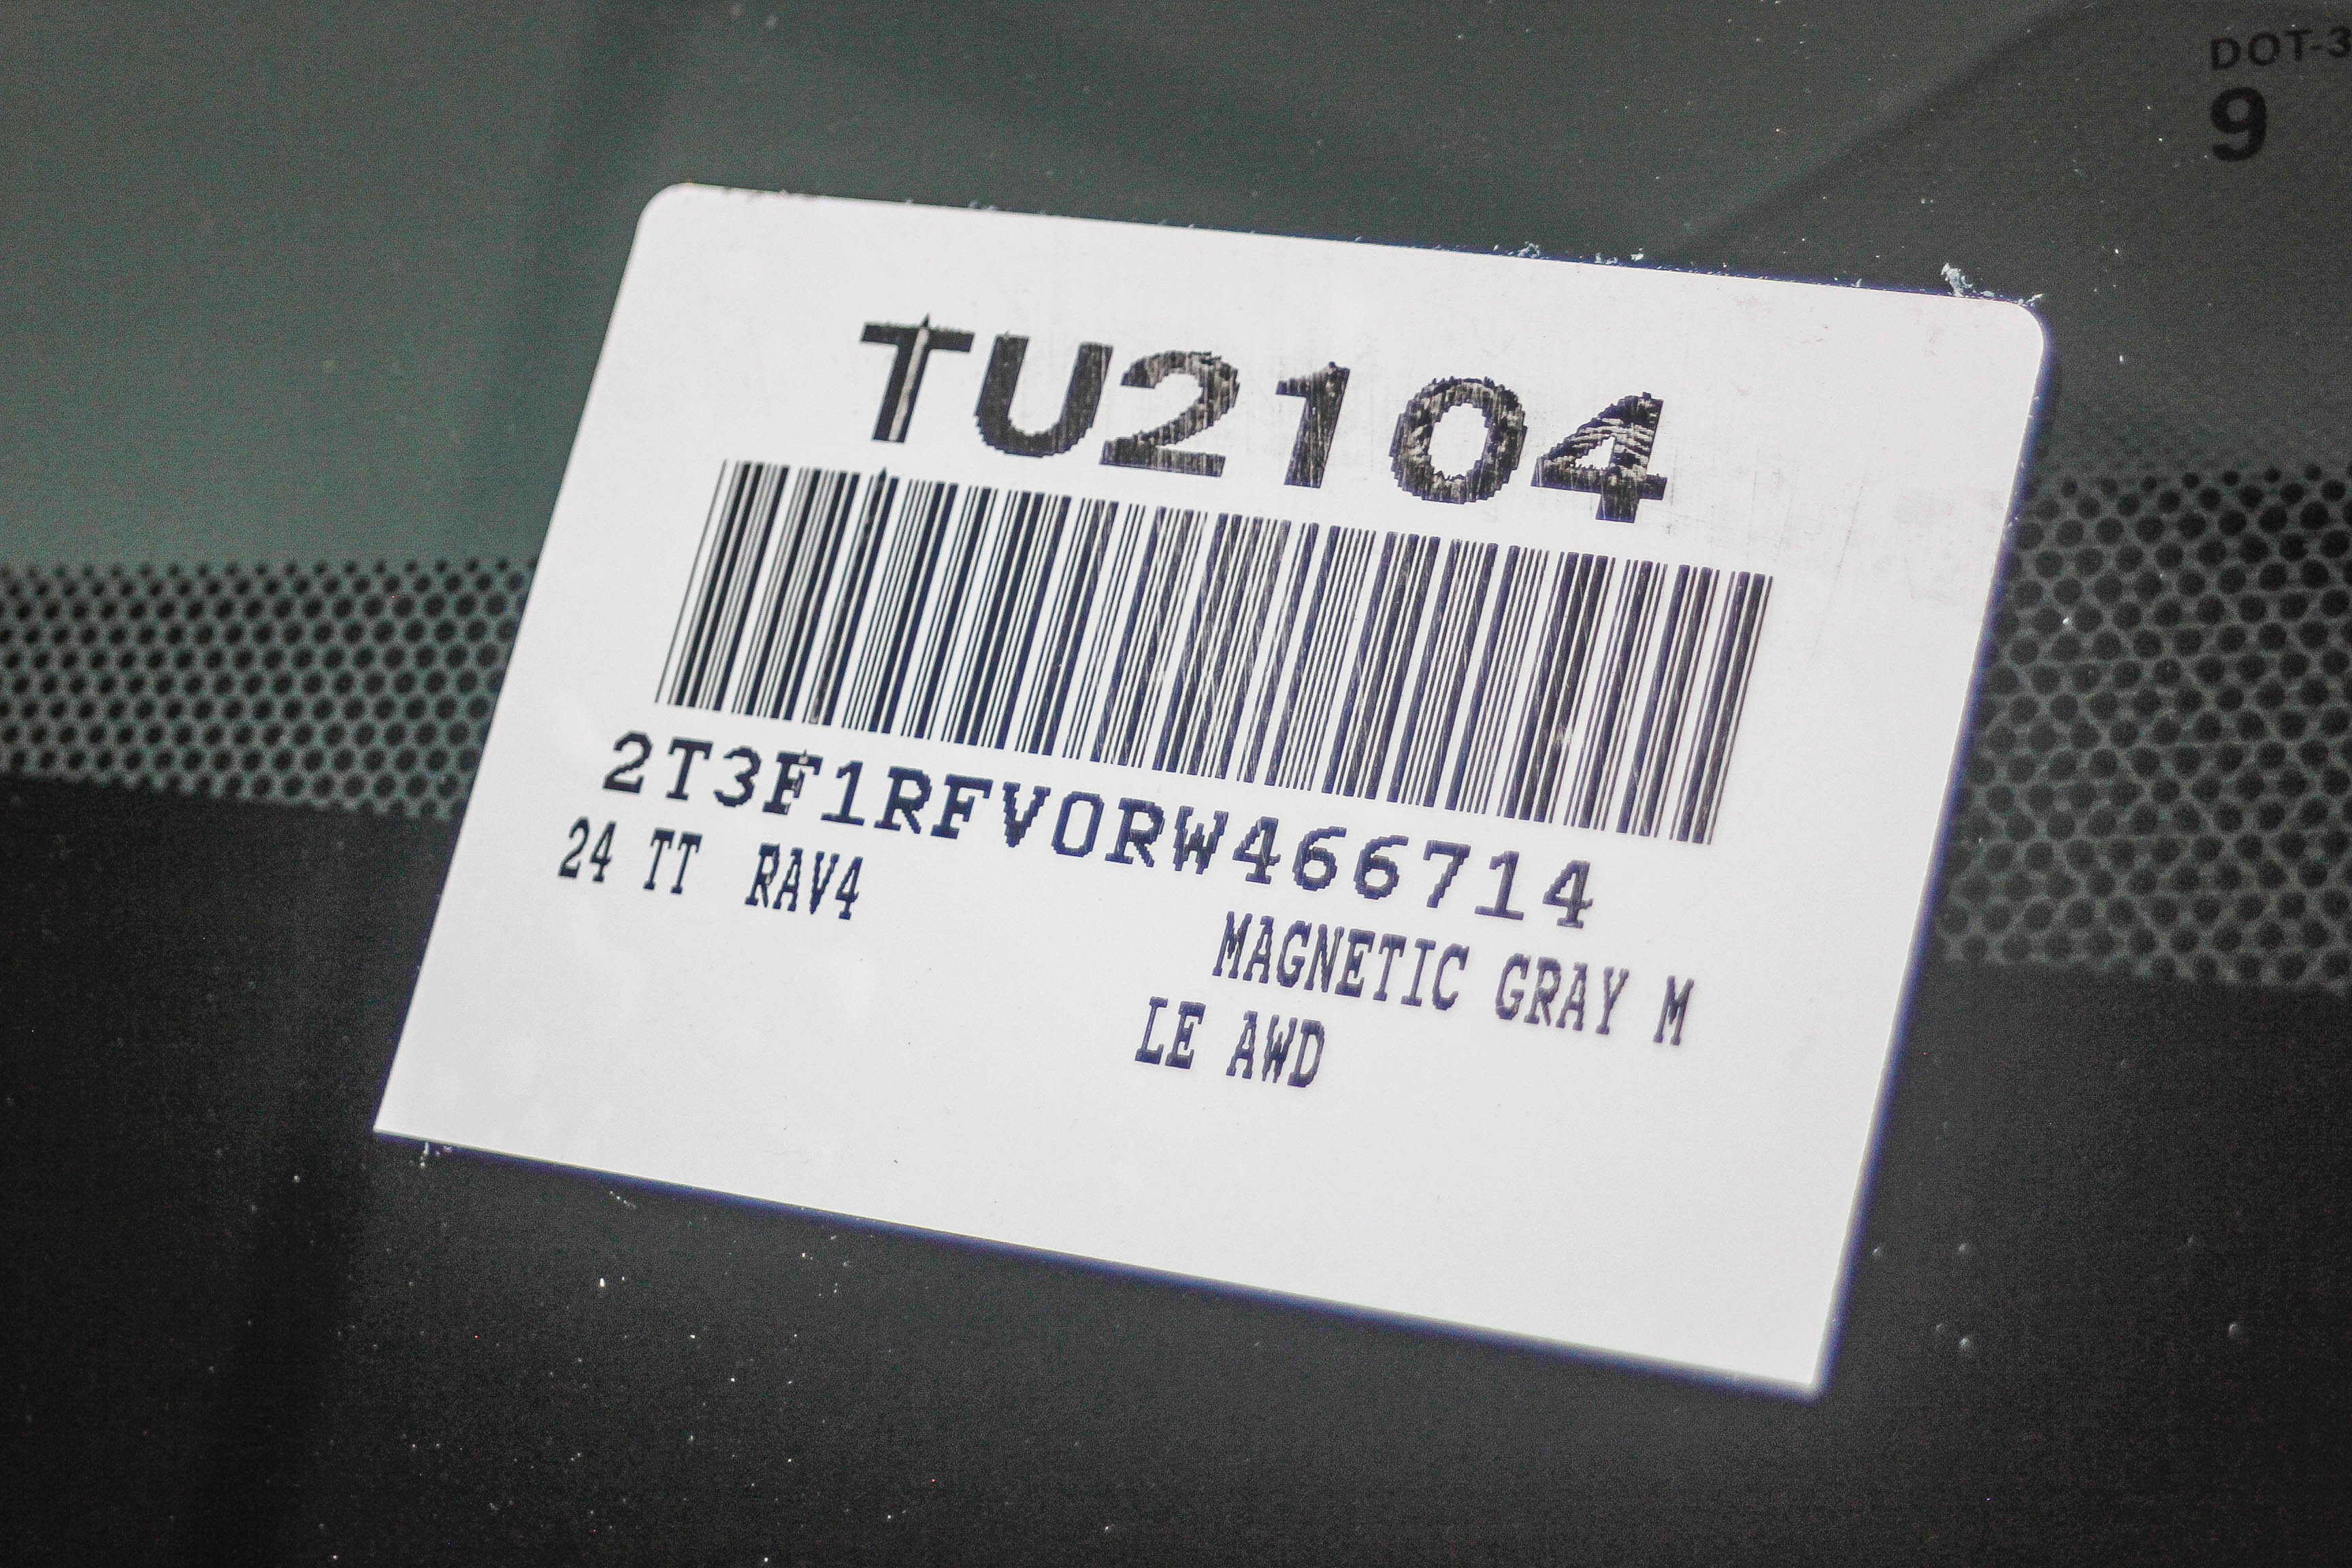 DOT-3
9
TU2104
2T3F1RFV0RW466714
24 TT RAV4
MAGNETIC GRAY M
LE AWD